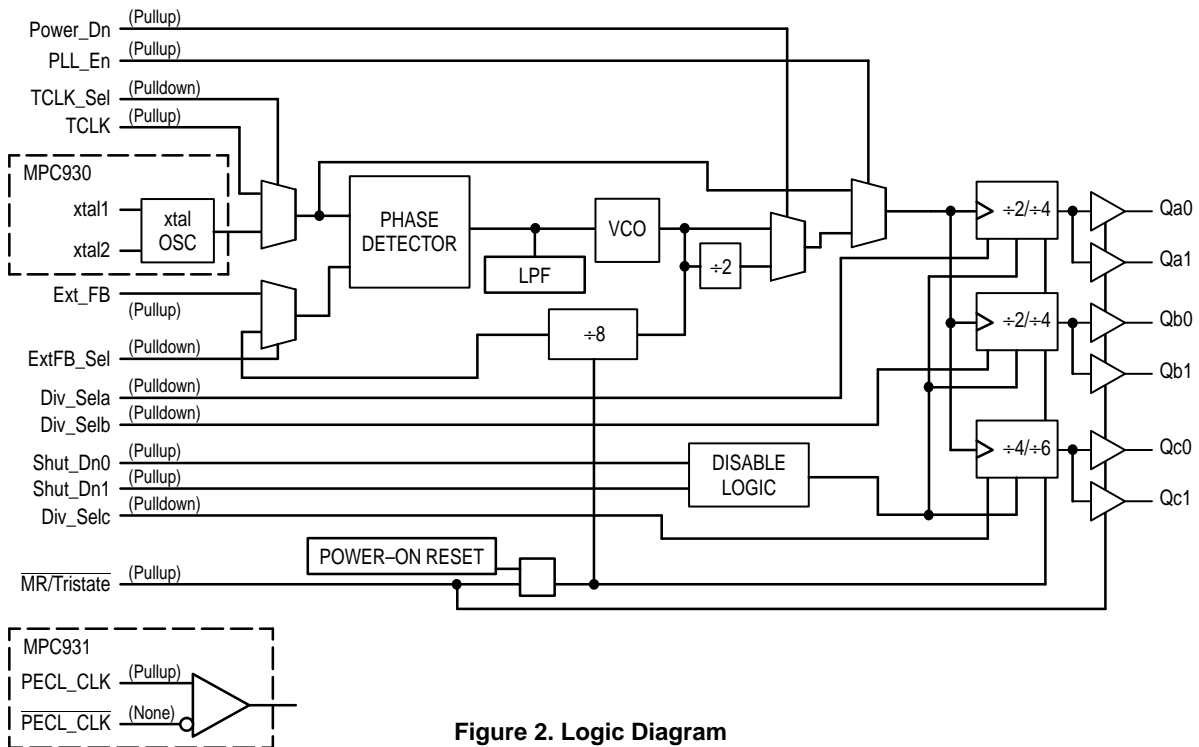 Power_Dn (Pullup)
PLL_En (Pullup)
TCLK_Sel (Pulldown)
TCLK (Pullup)
MPC930
xtal1
xtal2
xtal
OSC
PHASE
DETECTOR
LPF
VCO
÷2
÷8
Ext_FB
(Pullup)
ExtFB_Sel (Pulldown)
Div_Sela (Pulldown)
Div_Selb (Pulldown)
Shut_Dn0 (Pullup)
Shut_Dn1 (Pullup)
Div_Selc (Pulldown)
DISABLE
LOGIC
POWER–ON RESET
MR/Tristate (Pullup)
÷2/÷4
÷2/÷4
÷4/÷6
Qa0
Qa1
Qb0
Qb1
Qc0
Qc1
MPC931
PECL_CLK (Pullup)
PECL_CLK (None)
Figure 2. Logic Diagram